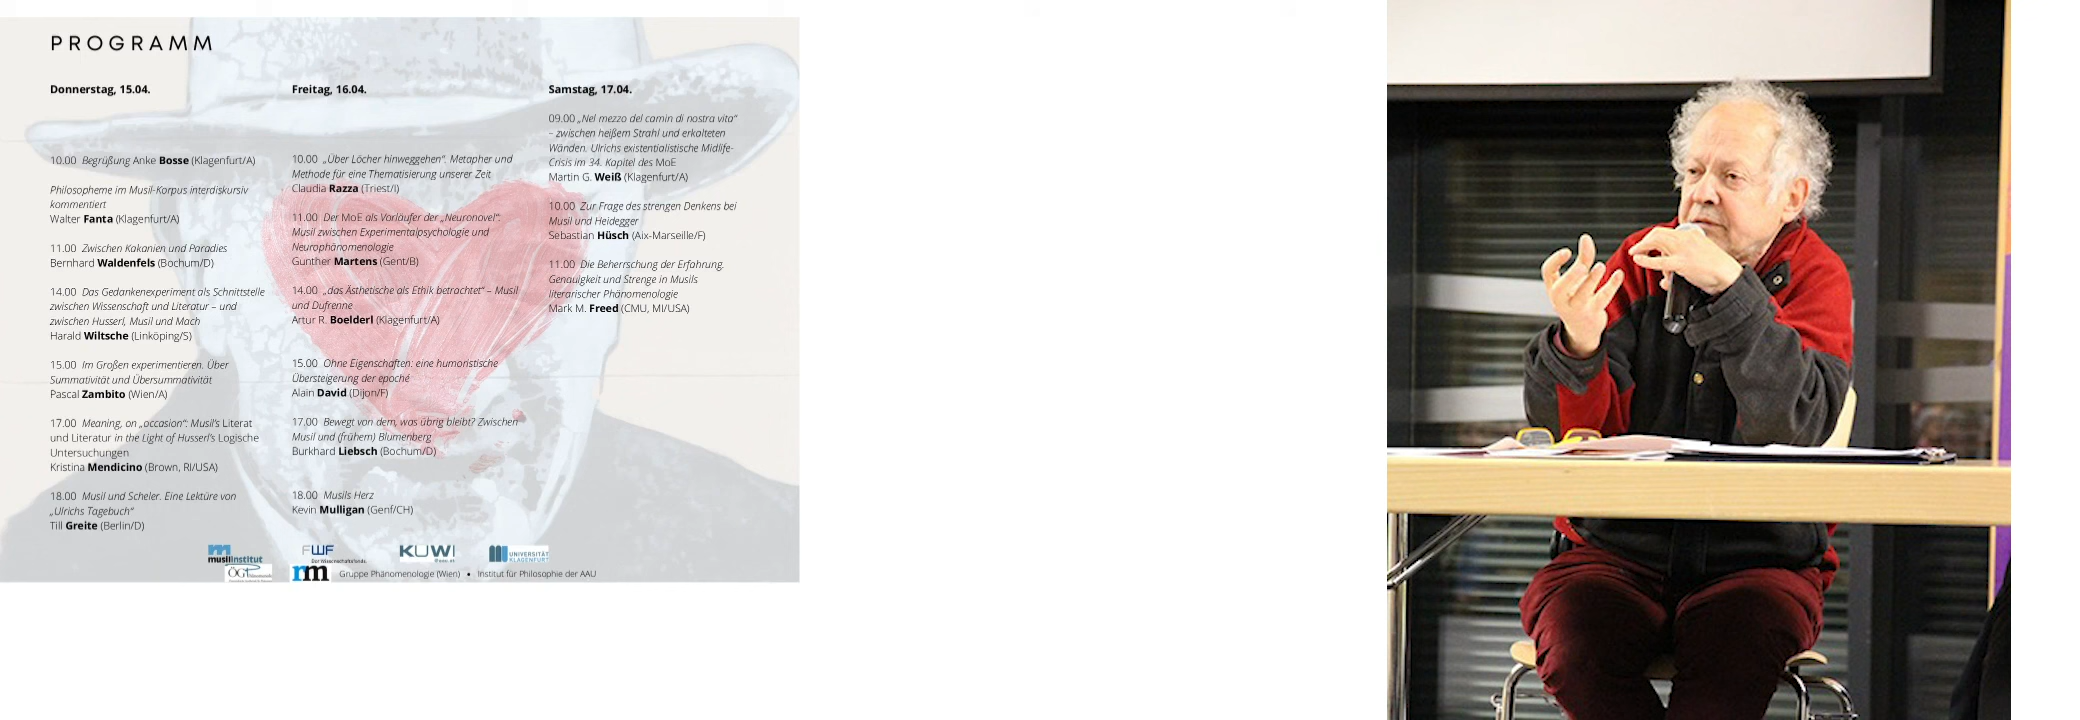 PROGRAMM
Donnerstag, 15.04.
10.00 Begrüßung Anke Bosse (Klagenfurt/A)
Philosopheme im Musil-Korpus interdiskursiv
kommentiert
Walter Fanta (Klagenfurt/A)
11.00 Zwischen Kakanien und Paradies
Bernhard Waldenfels (Bochum/D)
14.00 Das Gedankenexperiment als Schnittstelle
zwischen Wissenschaft und Literatur – und
zwischen Husserl, Musil und Mach
Harald Wiltsche (Linköping/S)
15.00 Im Großen experimentieren. Über
Summativität und Übersummativität
Pascal Zambito (Wien/A)
17.00 Meaning, on „occasion“: Musil's Literat
und Literatur in the Light of Husserl's Logische
Untersuchungen
Kristina Mendicino (Brown, RI/USA)
18.00 Musil und Scheler. Eine Lektüre von
„Ulrichs Tagebuch“
Till Greite (Berlin/D)
Freitag, 16.04.
10.00 „Über Löcher hinweggehen“. Metapher und
Methode für eine Thematisierung unserer Zeit
Claudia Razza (Triest/I)
11.00 Der MoE als Vorläufer der „Neuronovel“:
Musil zwischen Experimentalpsychologie und
Neurophänomenologie
Gunther Martens (Gent/B)
14.00 „das Ästhetische als Ethik betrachtet“ – Musil
und Dufrenne
Artur R. Boelderl (Klagenfurt/A)
15.00 Ohne Eigenschaften: eine humoristische
Übersteigerung der epoché
Alain David (Dijon/F)
17.00 Bewegt von dem, was übrig bleibt? Zwischen
Musil und (frühem) Blumenberg
Burkhard Liebsch (Bochum/D)
18.00 Musils Herz
Kevin Mulligan (Genf/CH)
Samstag, 17.04.
09.00 „Nel mezzo del camin di nostra vita“
– zwischen heißem Strahl und erkalteten
Wänden. Ulrichs existentialistische Midlife-
Crisis im 34. Kapitel des MoE
Martin G. Weiß (Klagenfurt/A)
10.00 Zur Frage des strengen Denkens bei
Musil und Heidegger
Sebastian Hüsch (Aix-Marseille/F)
11.00 Die Beherrschung der Erfahrung.
Genauigkeit und Strenge in Musils
literarischer Phänomenologie
Mark M. Freed (CMU, MI/USA)
musilinstitut
FWF
Der Wissenschaftsfonds.
KUWI
UNIVERSITÄT
KLAGENFURT
ÖGP
rm
Gruppe Phänomenologie (Wien) • Institut für Philosophie der AAU